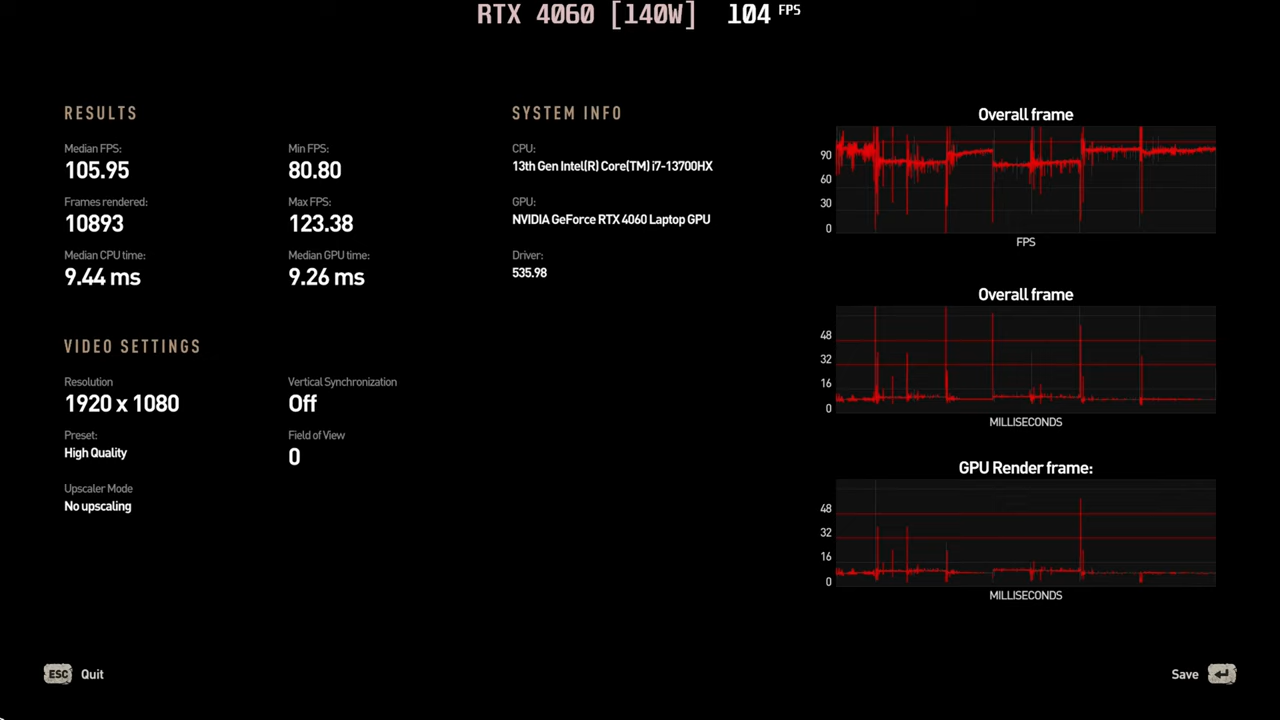 RTX 4060 [140W] 104 FPS
RESULTS
Median FPS:
105.95
Min FPS:
80.80
Frames rendered:
10893
Max FPS:
123.38
Median CPU time:
9.44 ms
Median GPU time:
9.26 ms
VIDEO SETTINGS
Resolution
1920 x 1080
Vertical Synchronization
Off
Preset:
High Quality
Field of View
0
Upscaler Mode
No upscaling
SYSTEM INFO
CPU:
13th Gen Intel(R) Core(TM) i7-13700HX
GPU:
NVIDIA GeForce RTX 4060 Laptop GPU
Driver:
535.98
Overall frame
90
60
30
0
FPS
Overall frame
48
32
16
0
MILLISECONDS
GPU Render frame:
48
32
16
0
MILLISECONDS
ESC Quit
Save